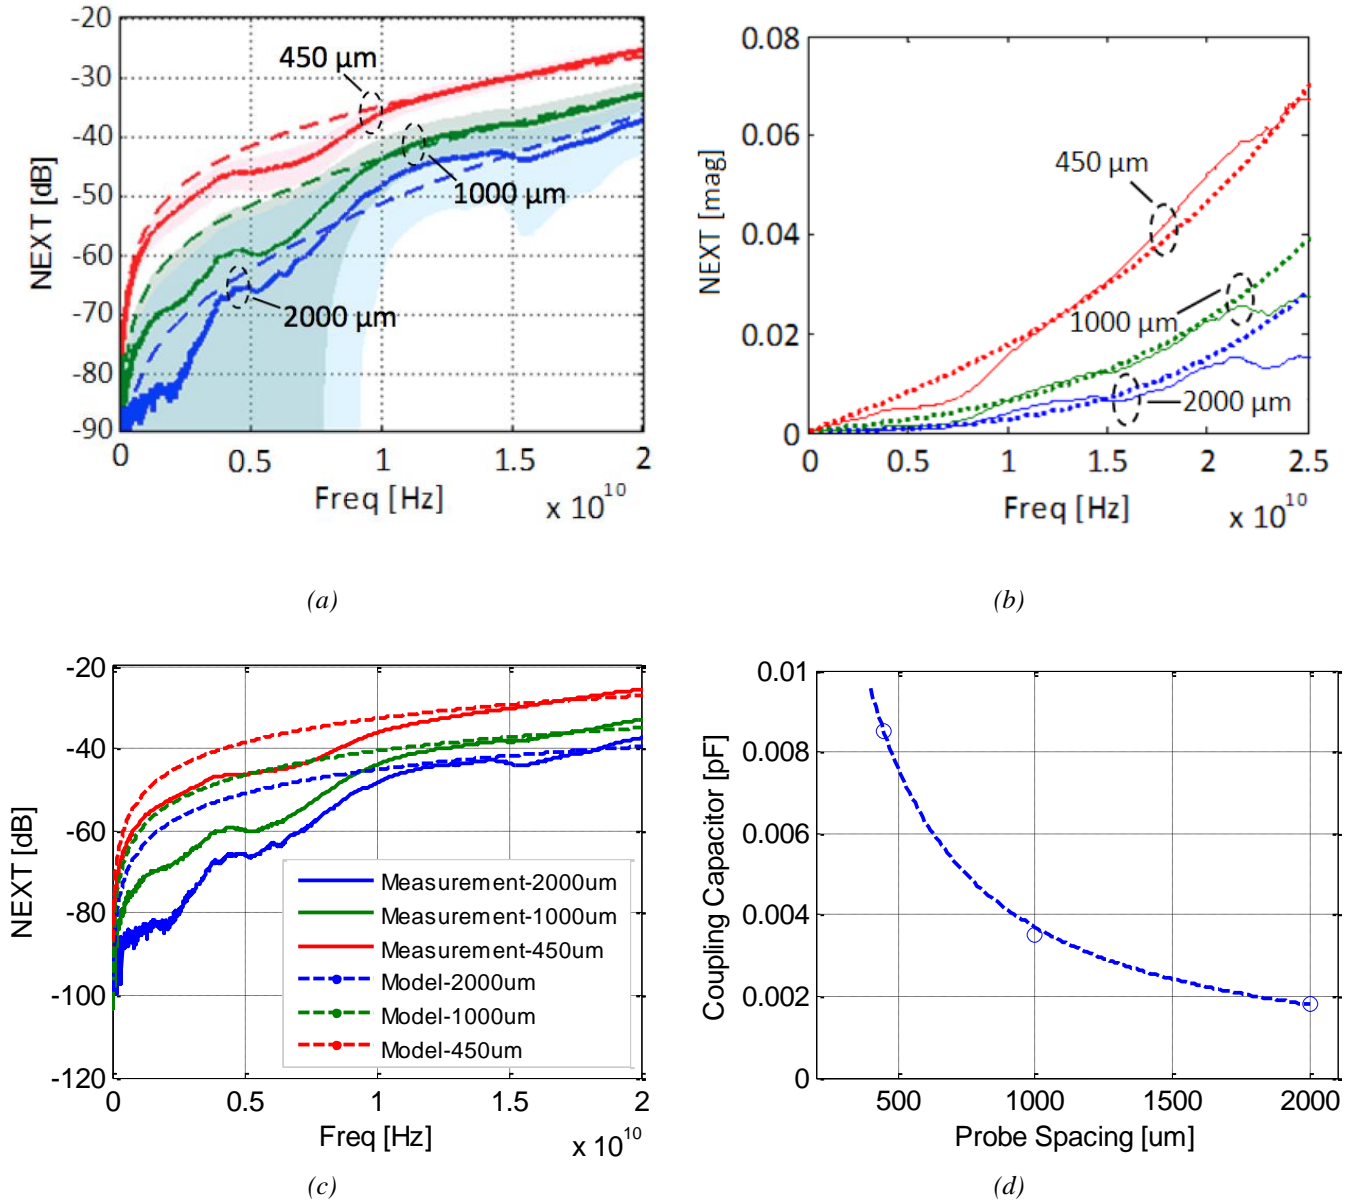 -20
-30
-40
-50
-60
-70
-80
-90
NEXT [dB]
450 µm
1000 µm
2000 µm
0 0.5 1 1.5 2
Freq [Hz]
x 10^10
(a)
0.08
0.06
0.04
0.02
0
NEXT [mag]
450 µm
1000 µm
2000 µm
0 0.5 1 1.5 2 2.5
Freq [Hz]
x 10^10
(b)
-20
-40
-60
-80
-100
-120
NEXT [dB]
Measurement-2000um
Measurement-1000um
Measurement-450um
Model-2000um
Model-1000um
Model-450um
0 0.5 1 1.5 2
Freq [Hz]
x 10^10
(c)
0.01
0.008
0.006
0.004
0.002
0
Coupling Capacitor [pF]
500 1000 1500 2000
Probe Spacing [um]
(d)